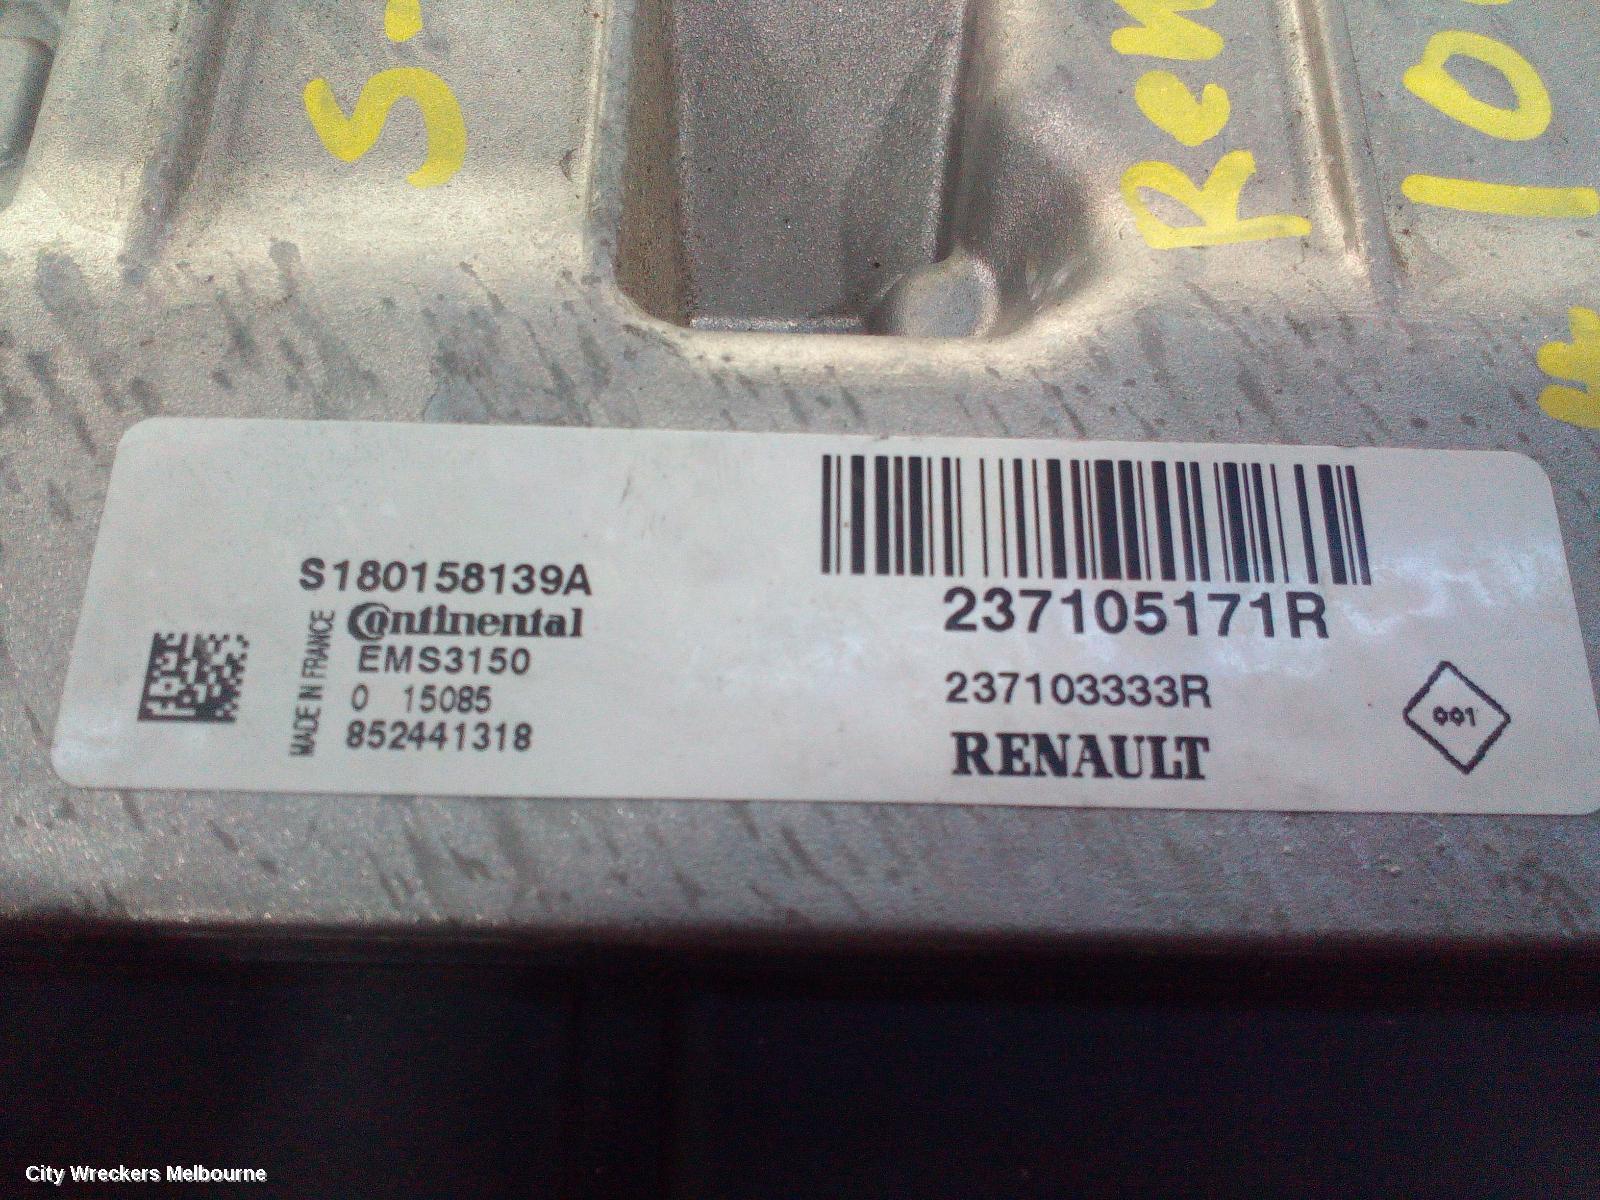 S180158139A
Continental
EMS3150
0 15085
852441318
MADE IN FRANCE
237105171R
237103333R
RENAULT
001
City Wreckers Melbourne